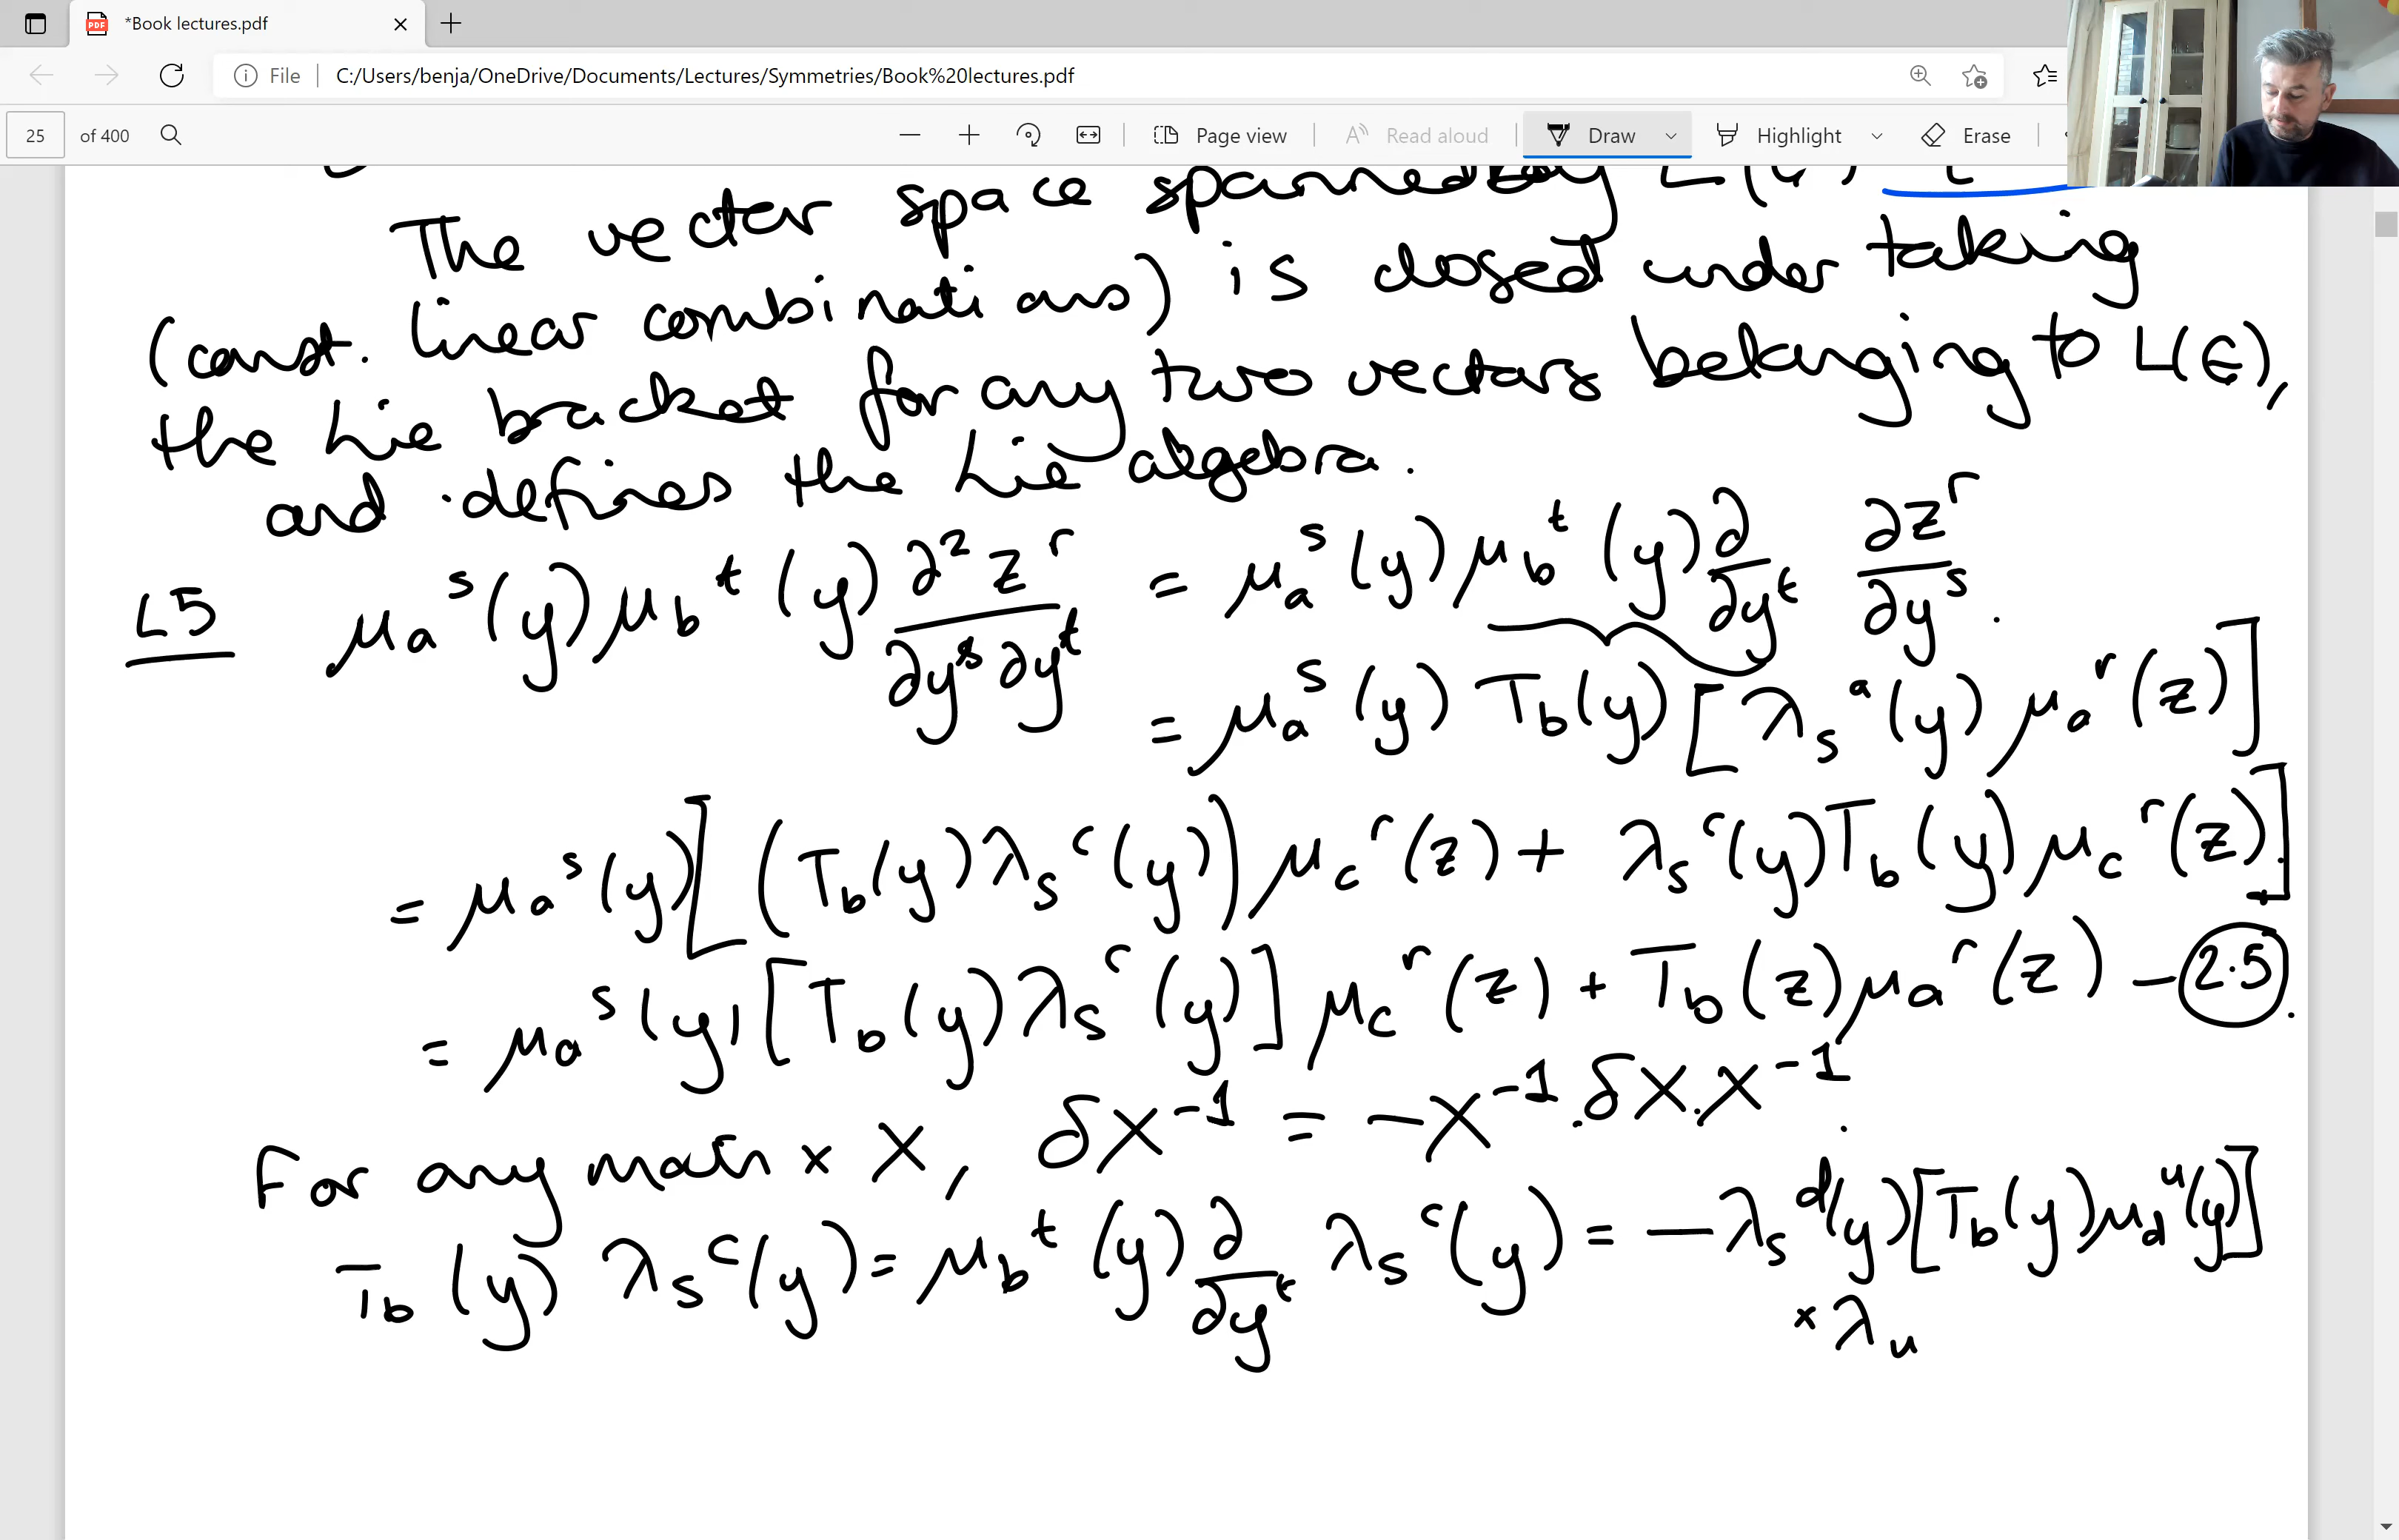 *Book lectures.pdf
File C:/Users/benja/OneDrive/Documents/Lectures/Symmetries/Book%20lectures.pdf
25 of 400 Page view Read aloud Draw Highlight Erase
The vector space spanned by L(G)
(const. linear combinations) is closed under taking
the Lie bracket for any two vectors belonging to L(G),
and defines the Lie algebra.
L5 μ_a^s(y) μ_b^t(y) ∂²z^r / ∂y^s ∂y^t = μ_a^s(y) μ_b^t(y) ∂/∂y^t ∂z^r/∂y^s .
= μ_a^s(y) T_b(y) [λ_s^a(y) μ_a^r(z)]
= μ_a^s(y) [(T_b(y) λ_s^c(y)) μ_c^r(z) + λ_s^c(y) T_b(y) μ_c^r(z).]
= μ_a^s(y) [T_b(y) λ_s^c(y)] μ_c^r(z) + T_b(z) μ_a^r(z) – 2.5.
For any matrix X, δX^-1 = -X^-1.δX.X^-1.
T_b(y) λ_s^c(y) = μ_b^t(y) ∂/∂y^t λ_s^c(y) = -λ_s^d(y) [T_b(y) μ_d^u(y)]
× λ_u